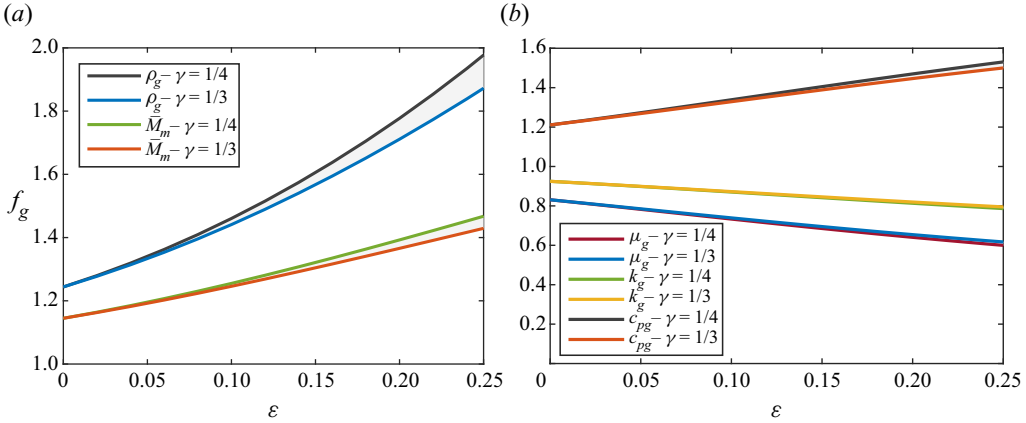 (a)
2.0
1.8
1.6
1.4
1.2
1.0
f_g
ρ_g – γ = 1/4
ρ_g – γ = 1/3
M̄_m – γ = 1/4
M̄_m – γ = 1/3
0 0.05 0.10 0.15 0.20 0.25
ε
(b)
1.6
1.4
1.2
1.0
0.8
0.6
0.4
0.2
μ_g – γ = 1/4
μ_g – γ = 1/3
k_g – γ = 1/4
k_g – γ = 1/3
c_pg – γ = 1/4
c_pg – γ = 1/3
0 0.05 0.10 0.15 0.20 0.25
ε